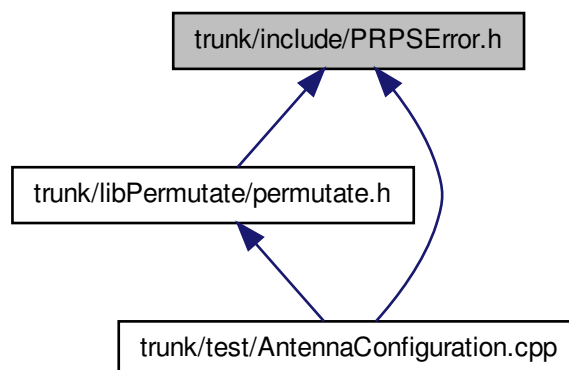 trunk/include/PRPSError.h
trunk/libPermutate/permutate.h
trunk/test/AntennaConfiguration.cpp